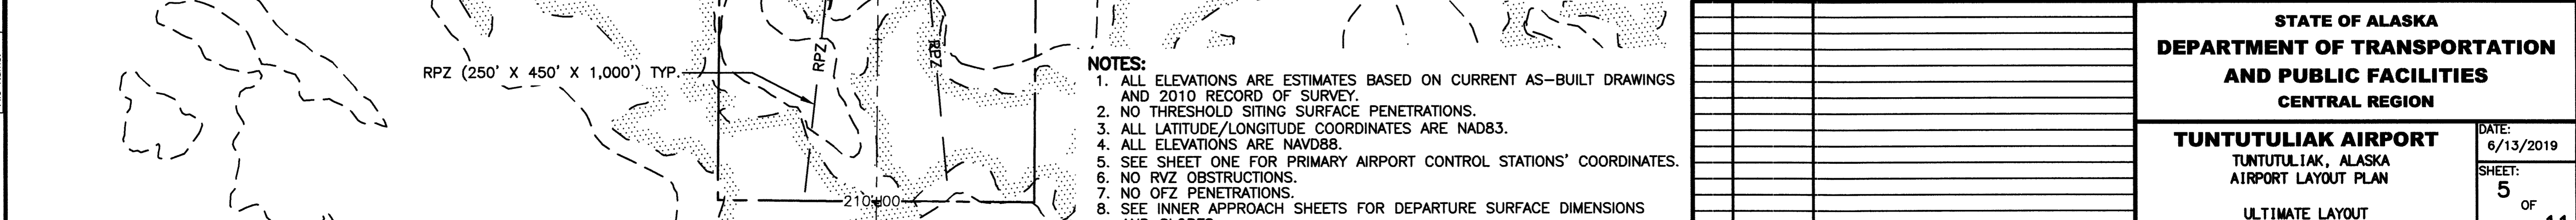 RPZ
RPZ
RPZ (250' X 450' X 1,000') TYP.
210+00
NOTES:
1. ALL ELEVATIONS ARE ESTIMATES BASED ON CURRENT AS-BUILT DRAWINGS
AND 2010 RECORD OF SURVEY.
2. NO THRESHOLD SITING SURFACE PENETRATIONS.
3. ALL LATITUDE/LONGITUDE COORDINATES ARE NAD83.
4. ALL ELEVATIONS ARE NAVD88.
5. SEE SHEET ONE FOR PRIMARY AIRPORT CONTROL STATIONS' COORDINATES.
6. NO RVZ OBSTRUCTIONS.
7. NO OFZ PENETRATIONS.
8. SEE INNER APPROACH SHEETS FOR DEPARTURE SURFACE DIMENSIONS
STATE OF ALASKA
DEPARTMENT OF TRANSPORTATION
AND PUBLIC FACILITIES
CENTRAL REGION
TUNTUTULIAK AIRPORT
TUNTUTULIAK, ALASKA
AIRPORT LAYOUT PLAN
ULTIMATE LAYOUT
DATE:
6/13/2019
SHEET:
5
OF